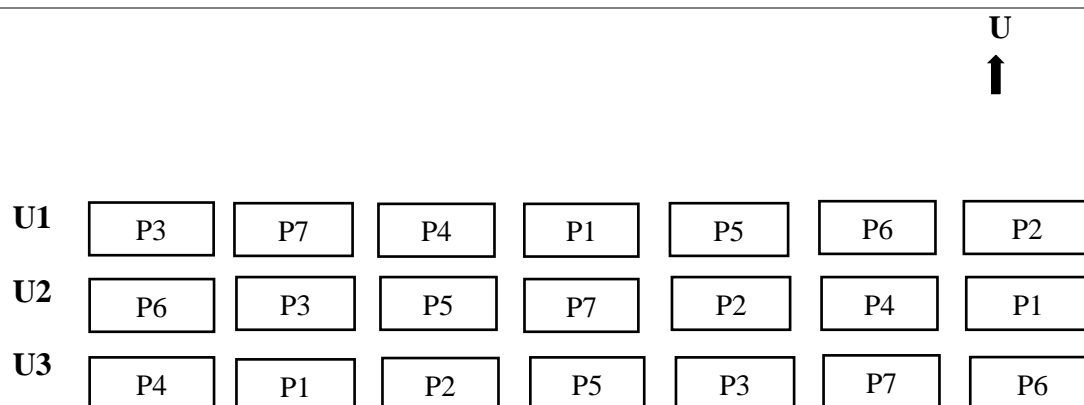 U
U1 P3 P7 P4 P1 P5 P6 P2
U2 P6 P3 P5 P7 P2 P4 P1
U3 P4 P1 P2 P5 P3 P7 P6